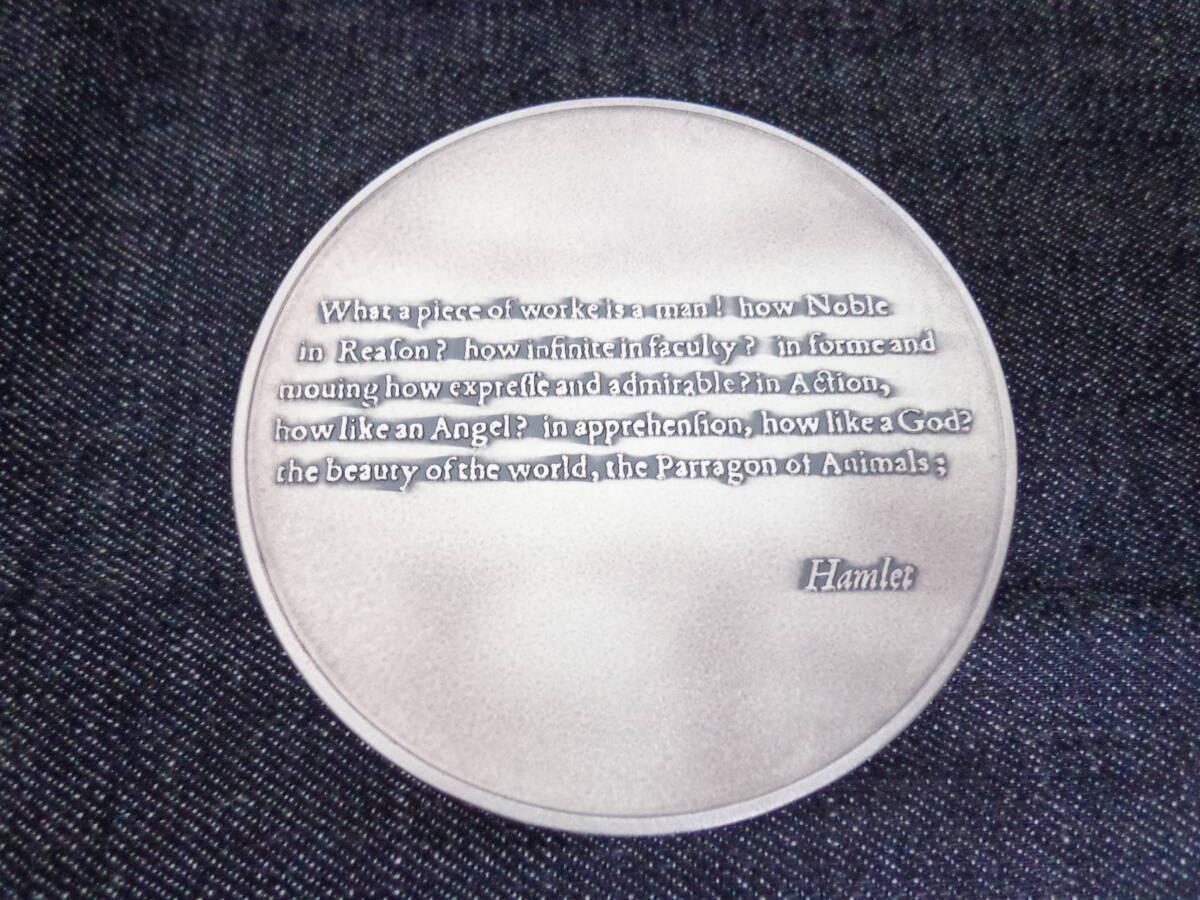 What a piece of worke is a man! how Noble
in Reaſon? how infinite in faculty? in forme and
mouing how expreſſe and admirable? in Action,
how like an Angel? in apprehenſion, how like a God?
the beauty of the world, the Parragon of Animals;
Hamlet